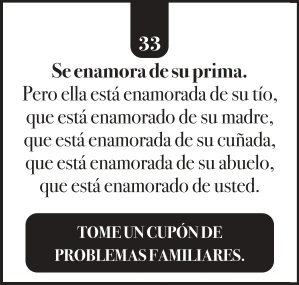 33
Se enamora de su prima.
Pero ella está enamorada de su tío,
que está enamorado de su madre,
que está enamorada de su cuñada,
que está enamorada de su abuelo,
que está enamorado de usted.
TOME UN CUPÓN DE
PROBLEMAS FAMILIARES.